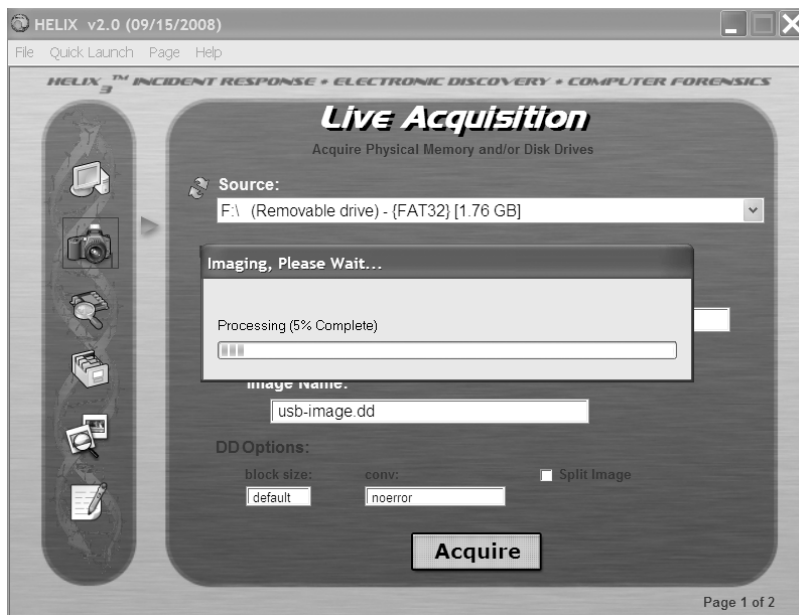 HELIX v2.0 (09/15/2008)
File Quick Launch Page Help
HELIX3™ INCIDENT RESPONSE • ELECTRONIC DISCOVERY • COMPUTER FORENSICS
Live Acquisition
Acquire Physical Memory and/or Disk Drives
Source:
F:\ (Removable drive) - {FAT32} [1.76 GB]
Imaging, Please Wait...
Processing (5% Complete)
Image Name:
usb-image.dd
DD Options:
block size: conv: Split Image
default noerror
Acquire
Page 1 of 2